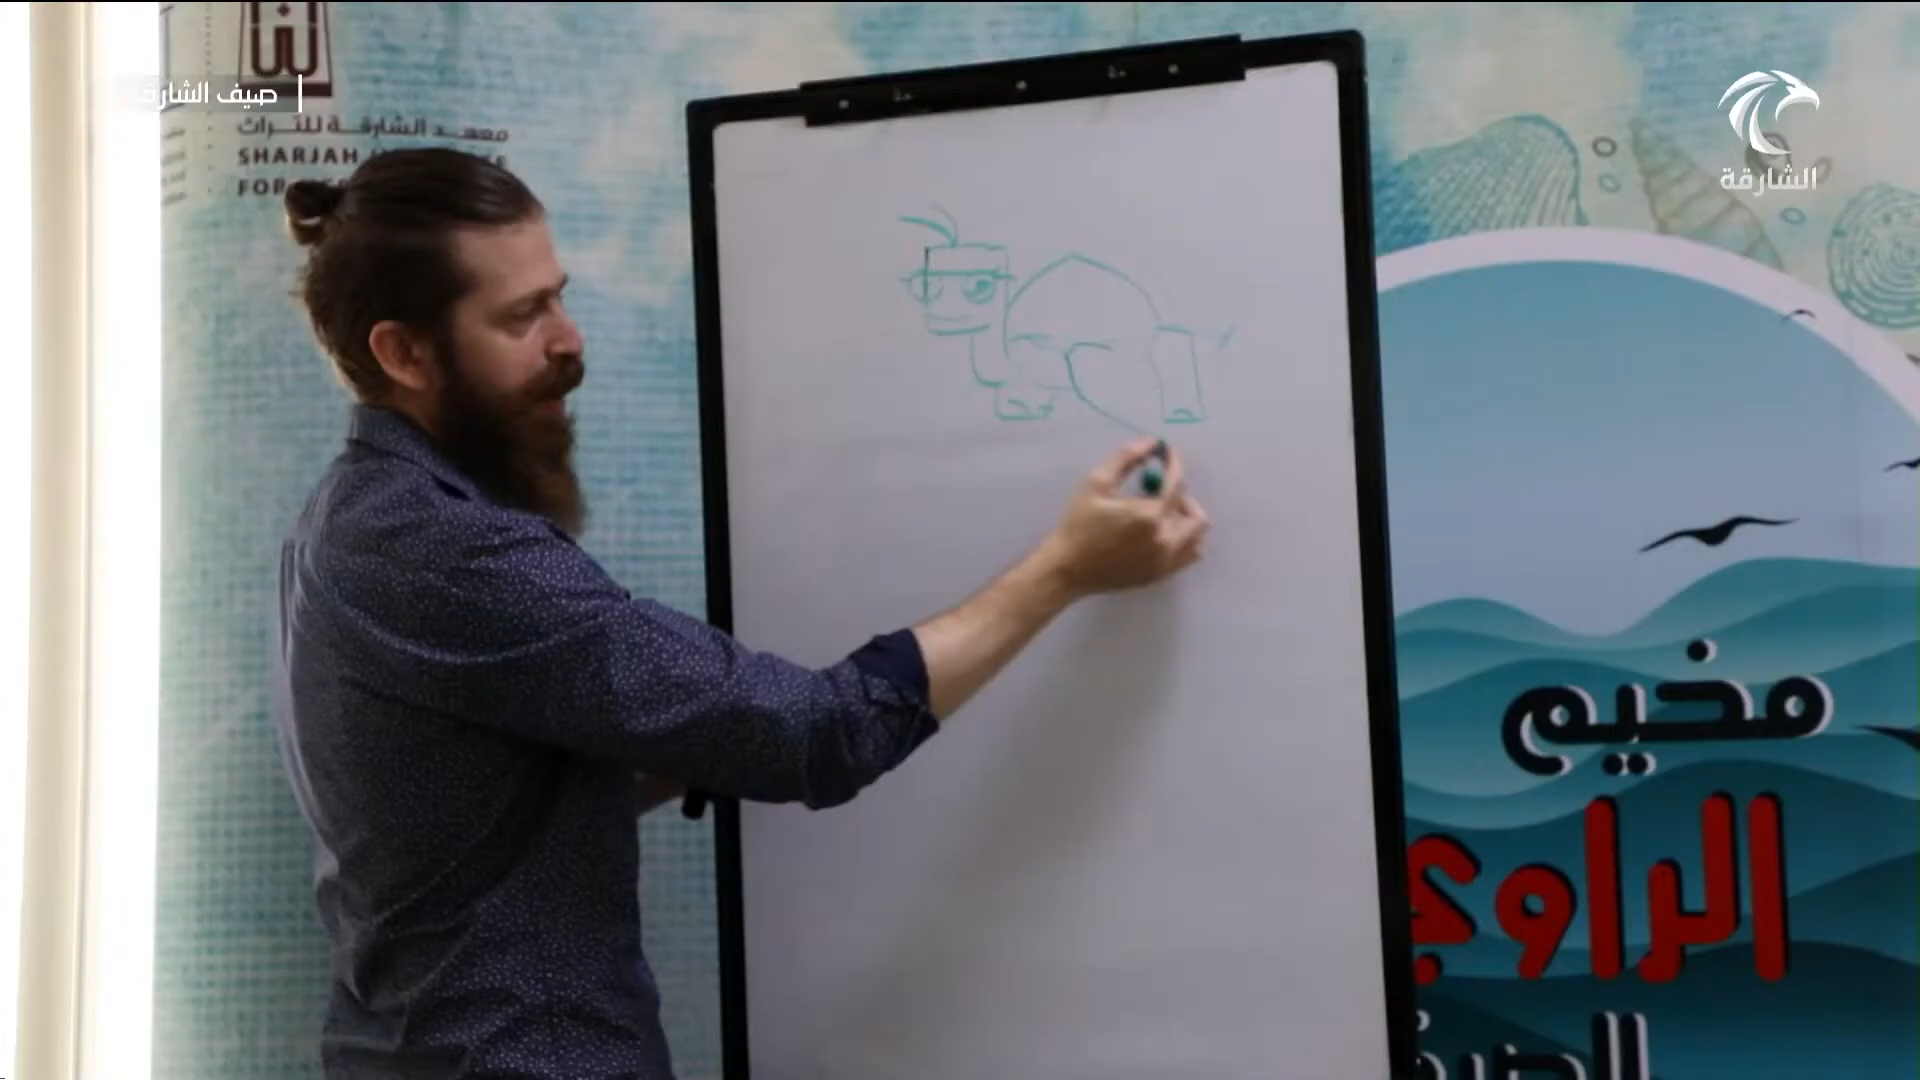 صيف الشارقة
معهد الشارقة للتراث
SHARJAH
FOR
الشارقة
مخيم
الراوي